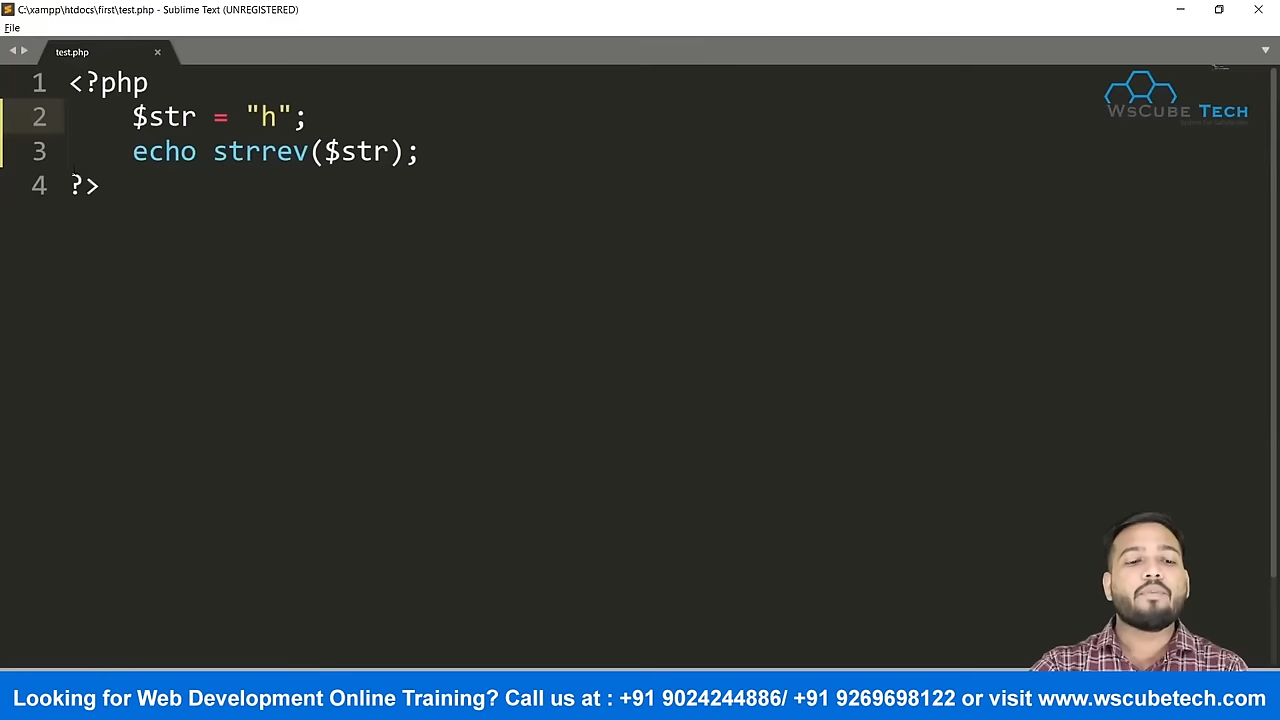 C:\xampp\htdocs\first\test.php - Sublime Text (UNREGISTERED)
File
test.php
1 <?php
2 $str = "h";
3 echo strrev($str);
4 ?>
WsCube Tech
Looking for Web Development Online Training? Call us at : +91 9024244886/ +91 9269698122 or visit www.wscubetech.com